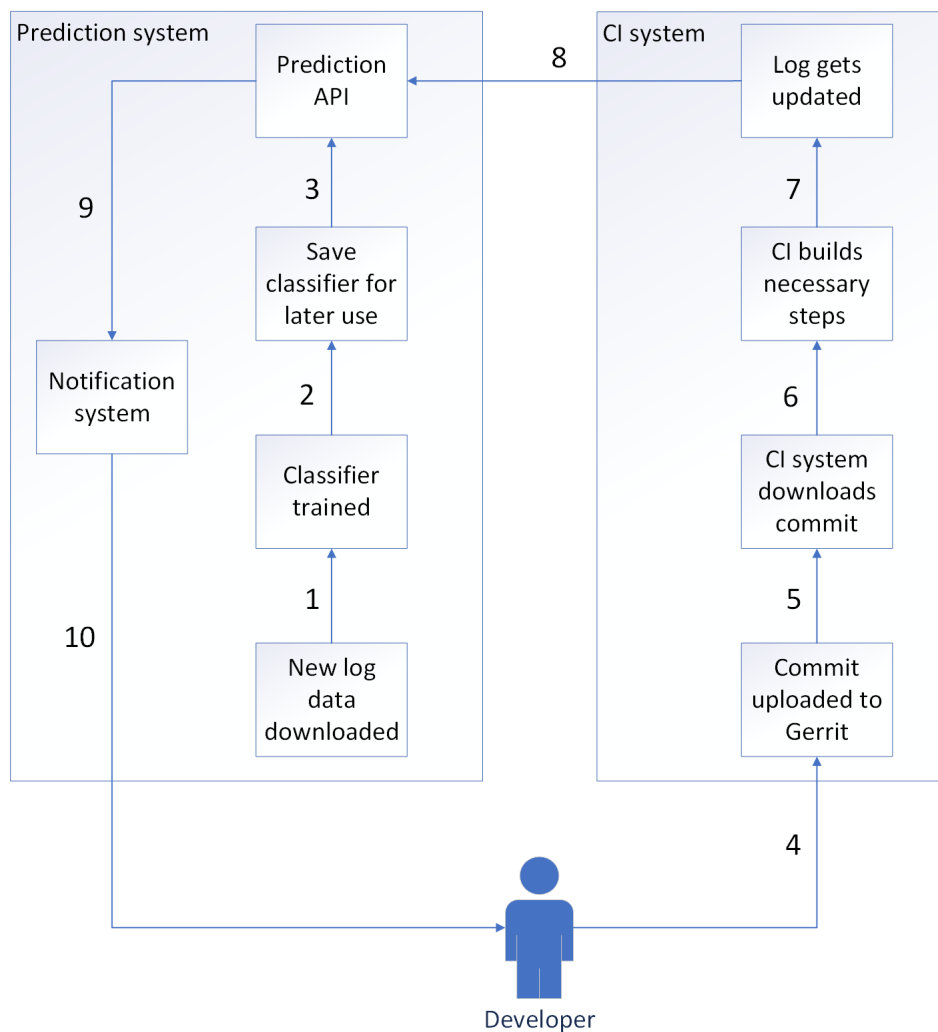 Prediction system
Prediction
API
3
Save
classifier for
later use
2
Classifier
trained
1
New log
data
downloaded
9
Notification
system
10
8
CI system
Log gets
updated
7
CI builds
necessary
steps
6
CI system
downloads
commit
5
Commit
uploaded to
Gerrit
4
Developer